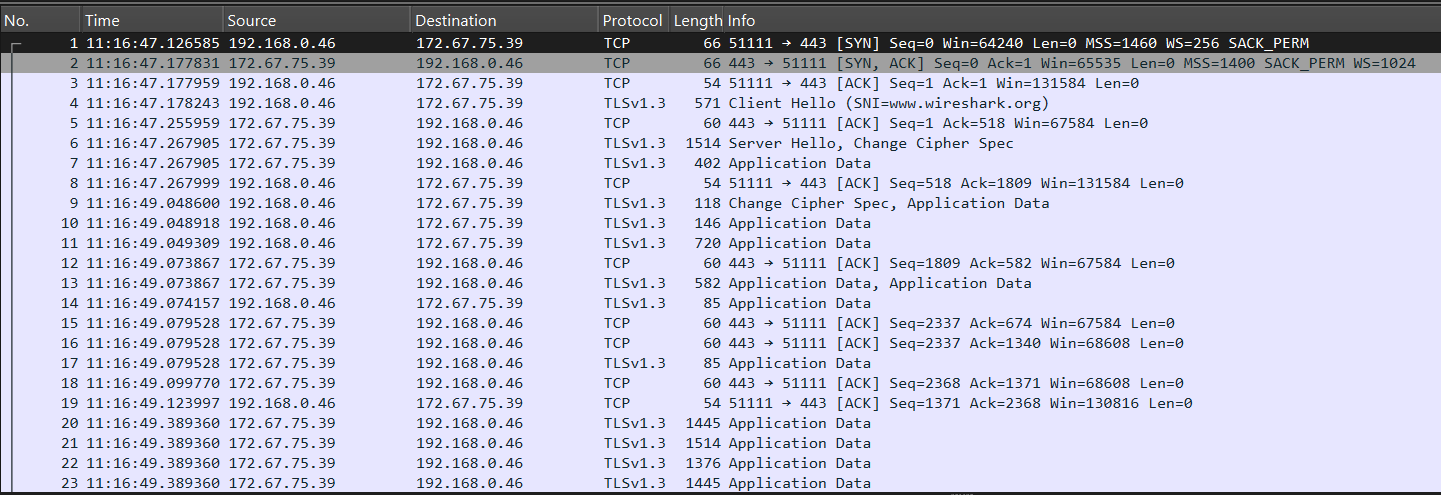 No. Time Source Destination Protocol Length Info
1 11:16:47.126585 192.168.0.46 172.67.75.39 TCP 66 51111 → 443 [SYN] Seq=0 Win=64240 Len=0 MSS=1460 WS=256 SACK_PERM
2 11:16:47.177831 172.67.75.39 192.168.0.46 TCP 66 443 → 51111 [SYN, ACK] Seq=0 Ack=1 Win=65535 Len=0 MSS=1400 SACK_PERM WS=1024
3 11:16:47.177959 192.168.0.46 172.67.75.39 TCP 54 51111 → 443 [ACK] Seq=1 Ack=1 Win=131584 Len=0
4 11:16:47.178243 192.168.0.46 172.67.75.39 TLSv1.3 571 Client Hello (SNI=www.wireshark.org)
5 11:16:47.255959 172.67.75.39 192.168.0.46 TCP 60 443 → 51111 [ACK] Seq=1 Ack=518 Win=67584 Len=0
6 11:16:47.267905 172.67.75.39 192.168.0.46 TLSv1.3 1514 Server Hello, Change Cipher Spec
7 11:16:47.267905 172.67.75.39 192.168.0.46 TLSv1.3 402 Application Data
8 11:16:47.267999 192.168.0.46 172.67.75.39 TCP 54 51111 → 443 [ACK] Seq=518 Ack=1809 Win=131584 Len=0
9 11:16:49.048600 192.168.0.46 172.67.75.39 TLSv1.3 118 Change Cipher Spec, Application Data
10 11:16:49.048918 192.168.0.46 172.67.75.39 TLSv1.3 146 Application Data
11 11:16:49.049309 192.168.0.46 172.67.75.39 TLSv1.3 720 Application Data
12 11:16:49.073867 172.67.75.39 192.168.0.46 TCP 60 443 → 51111 [ACK] Seq=1809 Ack=582 Win=67584 Len=0
13 11:16:49.073867 172.67.75.39 192.168.0.46 TLSv1.3 582 Application Data, Application Data
14 11:16:49.074157 192.168.0.46 172.67.75.39 TLSv1.3 85 Application Data
15 11:16:49.079528 172.67.75.39 192.168.0.46 TCP 60 443 → 51111 [ACK] Seq=2337 Ack=674 Win=67584 Len=0
16 11:16:49.079528 172.67.75.39 192.168.0.46 TCP 60 443 → 51111 [ACK] Seq=2337 Ack=1340 Win=68608 Len=0
17 11:16:49.079528 172.67.75.39 192.168.0.46 TLSv1.3 85 Application Data
18 11:16:49.099770 172.67.75.39 192.168.0.46 TCP 60 443 → 51111 [ACK] Seq=2368 Ack=1371 Win=68608 Len=0
19 11:16:49.123997 192.168.0.46 172.67.75.39 TCP 54 51111 → 443 [ACK] Seq=1371 Ack=2368 Win=130816 Len=0
20 11:16:49.389360 172.67.75.39 192.168.0.46 TLSv1.3 1445 Application Data
21 11:16:49.389360 172.67.75.39 192.168.0.46 TLSv1.3 1514 Application Data
22 11:16:49.389360 172.67.75.39 192.168.0.46 TLSv1.3 1376 Application Data
23 11:16:49.389360 172.67.75.39 192.168.0.46 TLSv1.3 1445 Application Data